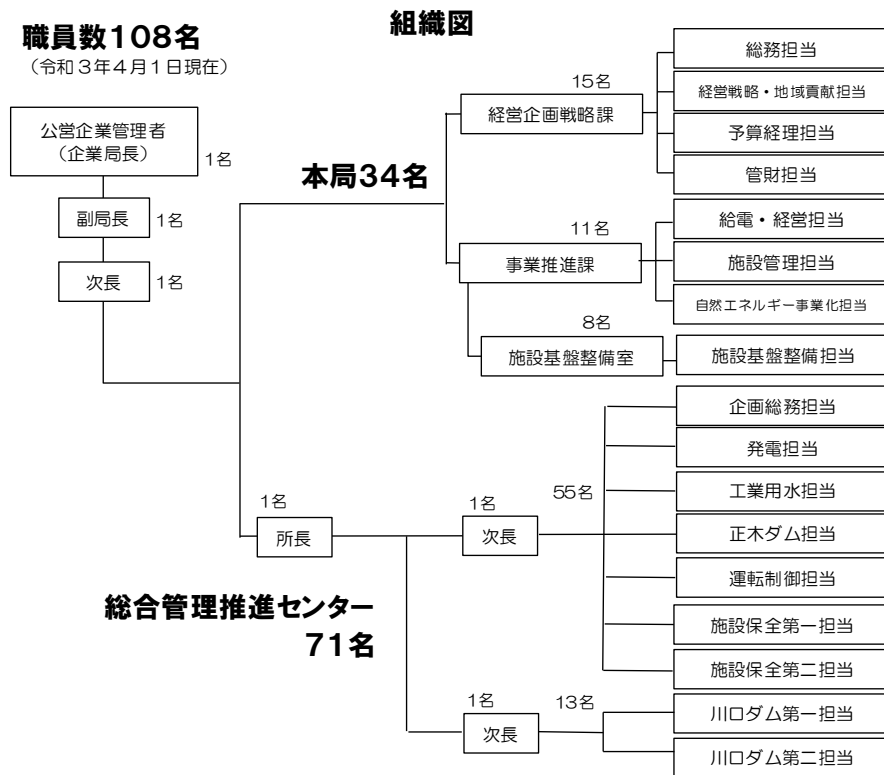 組織図
職員数108名
（令和３年４月１日現在）
公営企業管理者
（企業局長）
1名
副局長
1名
次長
1名
本局34名
15名
経営企画戦略課
総務担当
経営戦略・地域貢献担当
予算経理担当
管財担当
11名
事業推進課
給電・経営担当
施設管理担当
自然エネルギー事業化担当
8名
施設基盤整備室
施設基盤整備担当
総合管理推進センター
71名
1名
所長
1名
次長
55名
企画総務担当
発電担当
工業用水担当
正木ダム担当
運転制御担当
施設保全第一担当
施設保全第二担当
1名
次長
13名
川口ダム第一担当
川口ダム第二担当